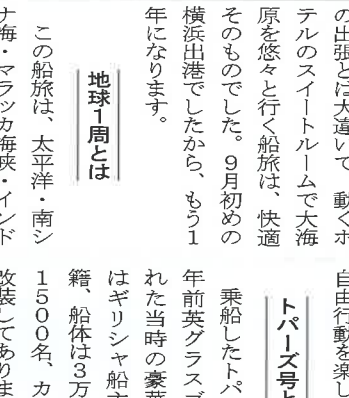 の出張とは大違いで、動くホ
テルのスイートルームで大海
原を悠々と行く船旅は、快適
そのものでした。９月初めの
横浜出港でしたから、もう１
年になります。
地球１周とは
この船旅は、太平洋・南シ
ナ海・マラッカ海峡・インド
自由行動を楽し
トパーズ号と
乗船したトパ
年前英グラスゴ
れた当時の豪華
はギリシャ船主
籍、船体は３万
１５００名、カ
改装してありま